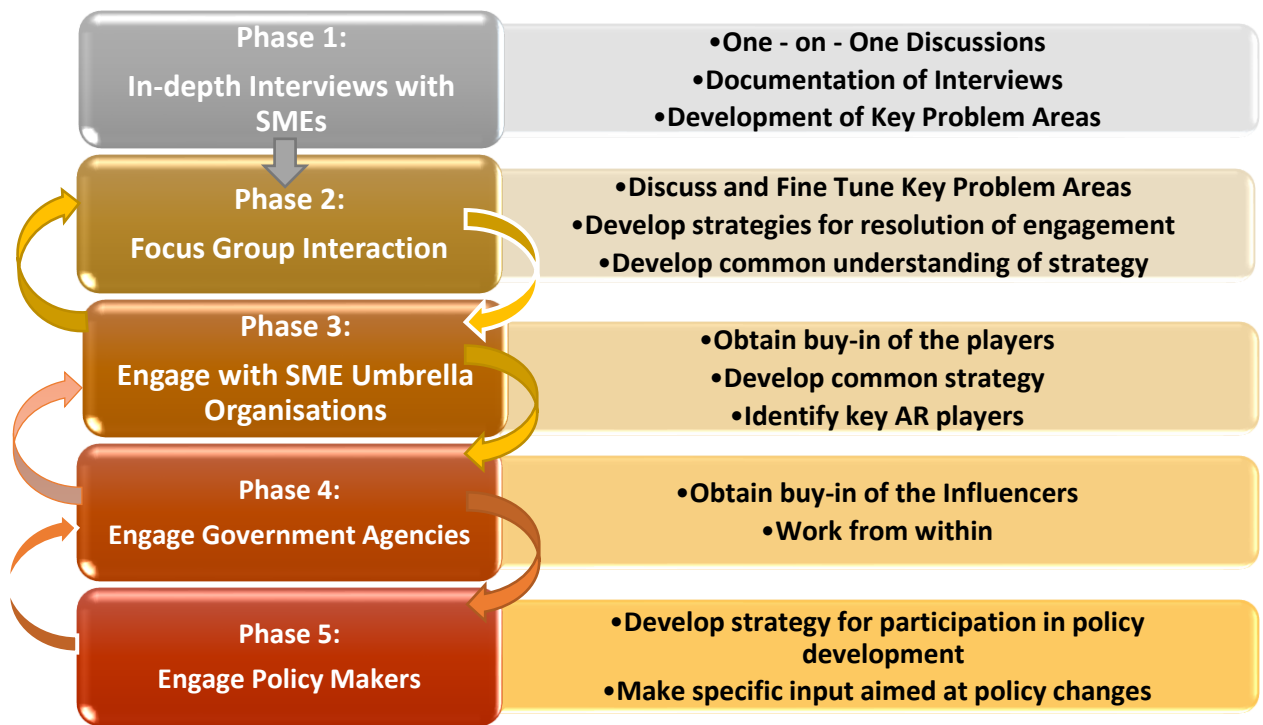 Phase 1:
In-depth Interviews with
SMEs
•One - on - One Discussions
•Documentation of Interviews
•Development of Key Problem Areas
Phase 2:
Focus Group Interaction
•Discuss and Fine Tune Key Problem Areas
•Develop strategies for resolution of engagement
•Develop common understanding of strategy
Phase 3:
Engage with SME Umbrella
Organisations
•Obtain buy-in of the players
•Develop common strategy
•Identify key AR players
Phase 4:
Engage Government Agencies
•Obtain buy-in of the Influencers
•Work from within
Phase 5:
Engage Policy Makers
•Develop strategy for participation in policy
development
•Make specific input aimed at policy changes